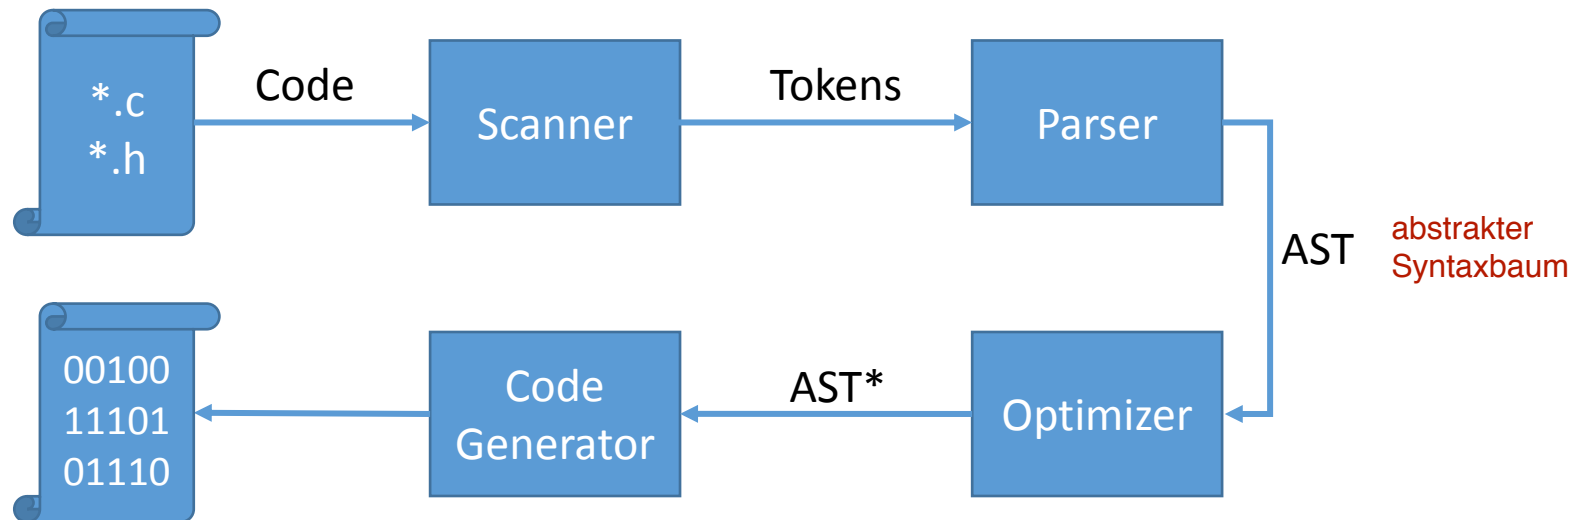 *.c
*.h
Code
Scanner
Tokens
Parser
AST
abstrakter
Syntaxbaum
00100
11101
01110
Code
Generator
AST*
Optimizer